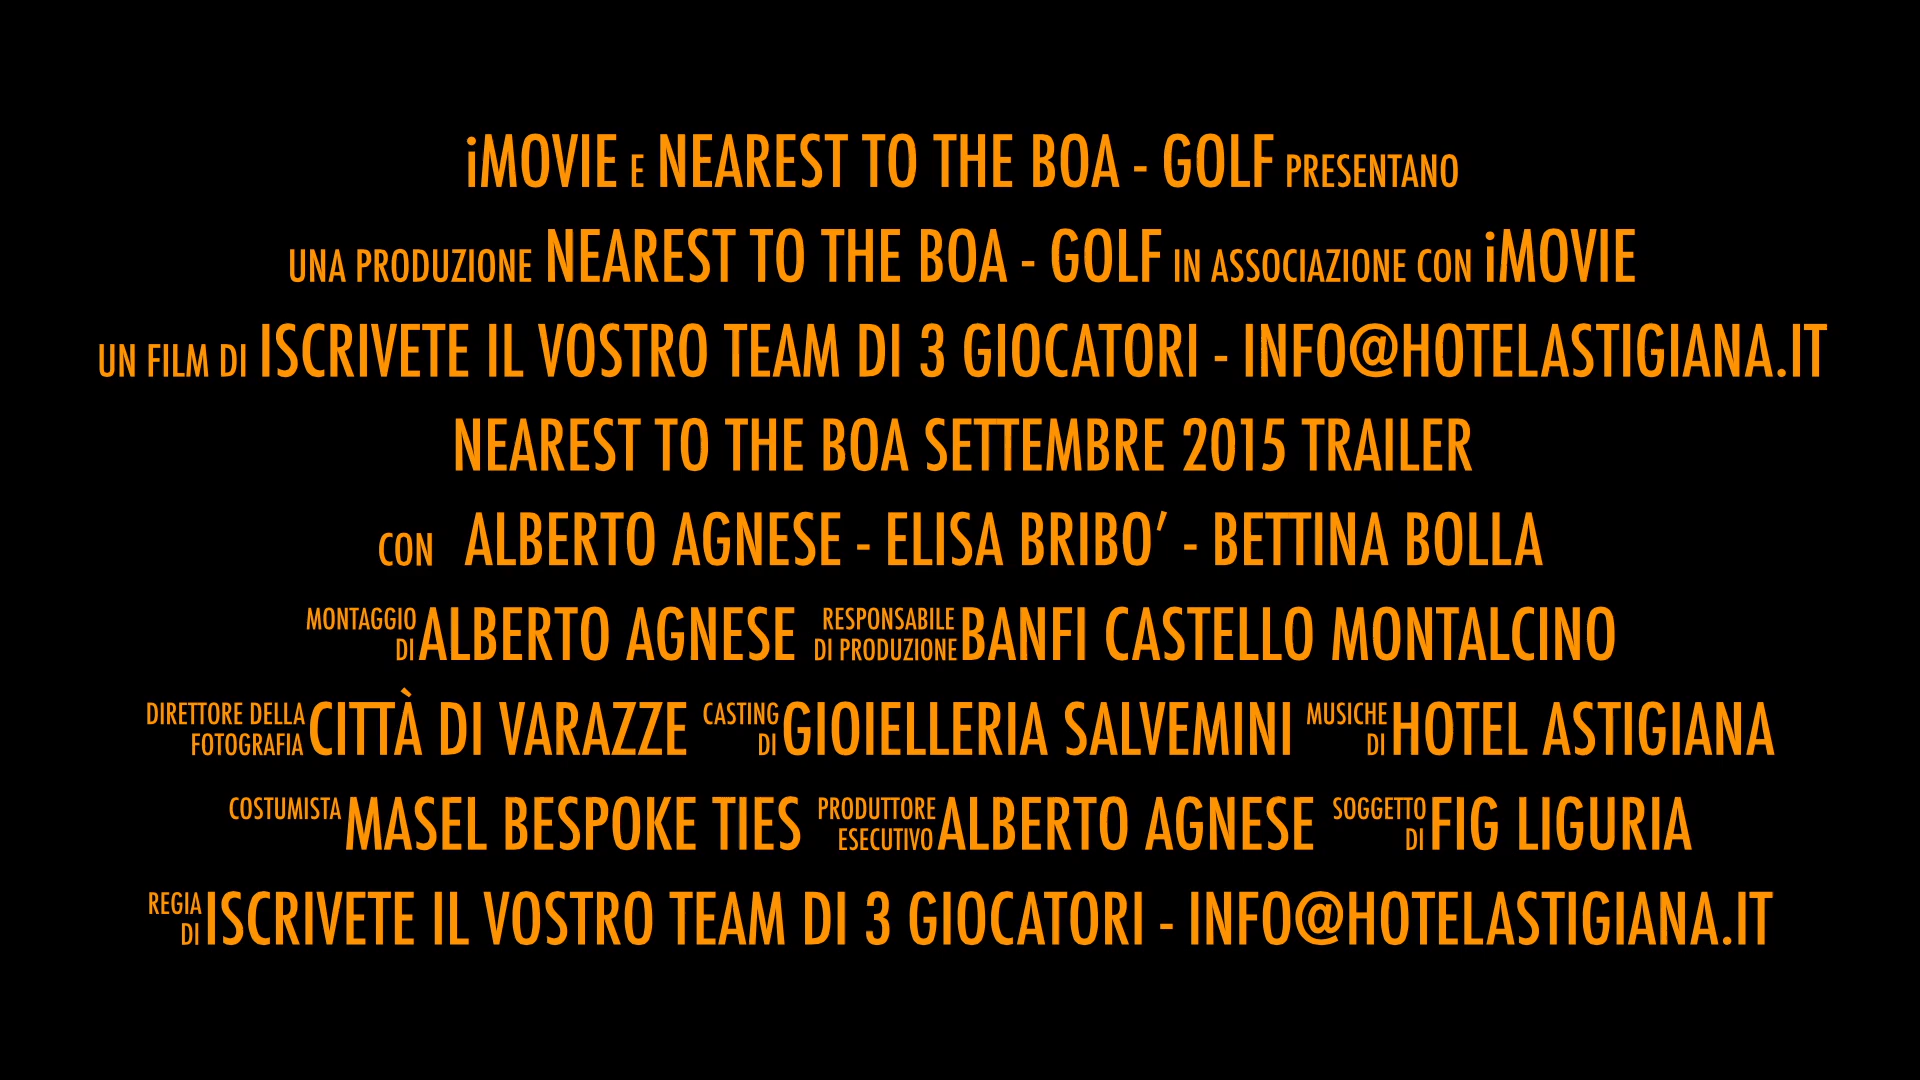 iMOVIE E NEAREST TO THE BOA - GOLF PRESENTANO
UNA PRODUZIONE NEAREST TO THE BOA - GOLF IN ASSOCIAZIONE CON iMOVIE
UN FILM DI ISCRIVETE IL VOSTRO TEAM DI 3 GIOCATORI - INFO@HOTELASTIGIANA.IT
NEAREST TO THE BOA SETTEMBRE 2015 TRAILER
CON ALBERTO AGNESE - ELISA BRIBO’ - BETTINA BOLLA
MONTAGGIO DI ALBERTO AGNESE RESPONSABILE DI PRODUZIONE BANFI CASTELLO MONTALCINO
DIRETTORE DELLA FOTOGRAFIA CITTÀ DI VARAZZE CASTING DI GIOIELLERIA SALVEMINI MUSICHE DI HOTEL ASTIGIANA
COSTUMISTA MASEL BESPOKE TIES PRODUTTORE ESECUTIVO ALBERTO AGNESE SOGGETTO DI FIG LIGURIA
REGIA DI ISCRIVETE IL VOSTRO TEAM DI 3 GIOCATORI - INFO@HOTELASTIGIANA.IT